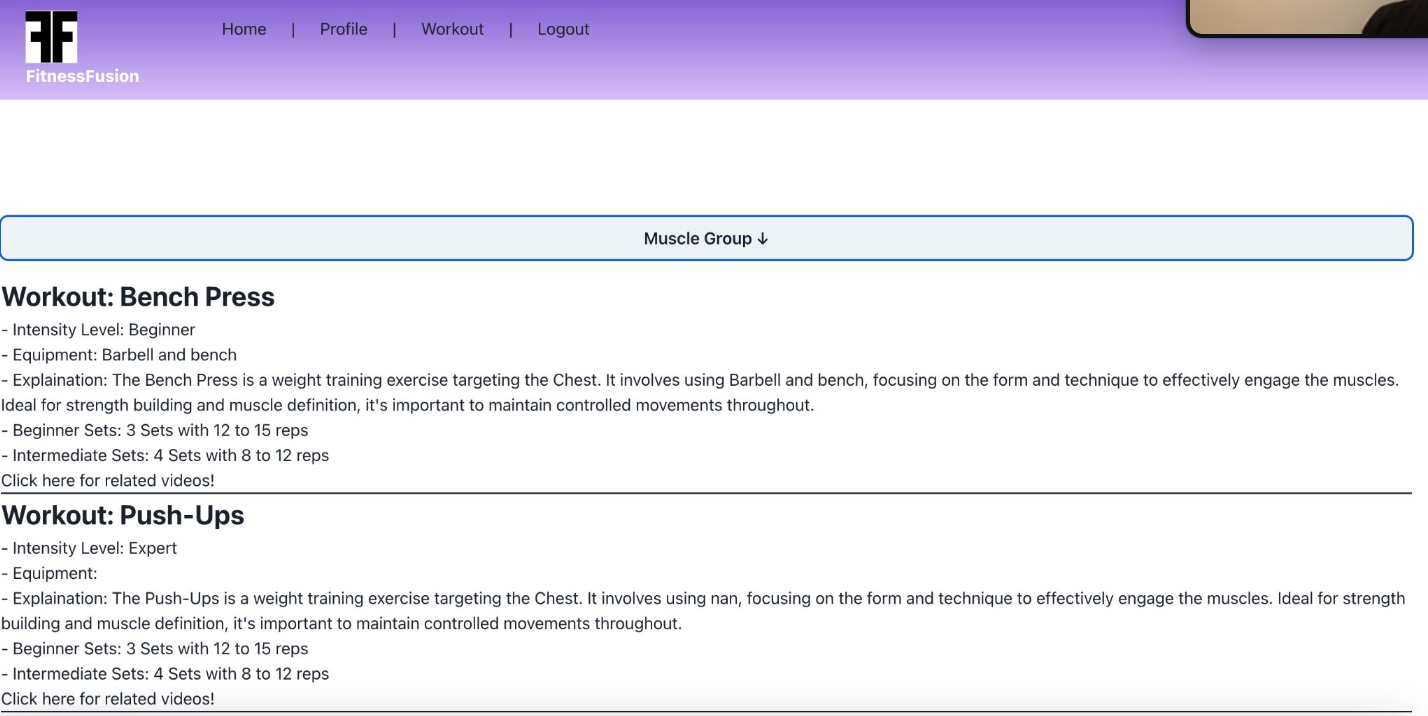 Home | Profile | Workout | Logout
FitnessFusion
Muscle Group ↓
Workout: Bench Press
- Intensity Level: Beginner
- Equipment: Barbell and bench
- Explaination: The Bench Press is a weight training exercise targeting the Chest. It involves using Barbell and bench, focusing on the form and technique to effectively engage the muscles.
Ideal for strength building and muscle definition, it's important to maintain controlled movements throughout.
- Beginner Sets: 3 Sets with 12 to 15 reps
- Intermediate Sets: 4 Sets with 8 to 12 reps
Click here for related videos!
Workout: Push-Ups
- Intensity Level: Expert
- Equipment:
- Explaination: The Push-Ups is a weight training exercise targeting the Chest. It involves using nan, focusing on the form and technique to effectively engage the muscles. Ideal for strength
building and muscle definition, it's important to maintain controlled movements throughout.
- Beginner Sets: 3 Sets with 12 to 15 reps
- Intermediate Sets: 4 Sets with 8 to 12 reps
Click here for related videos!